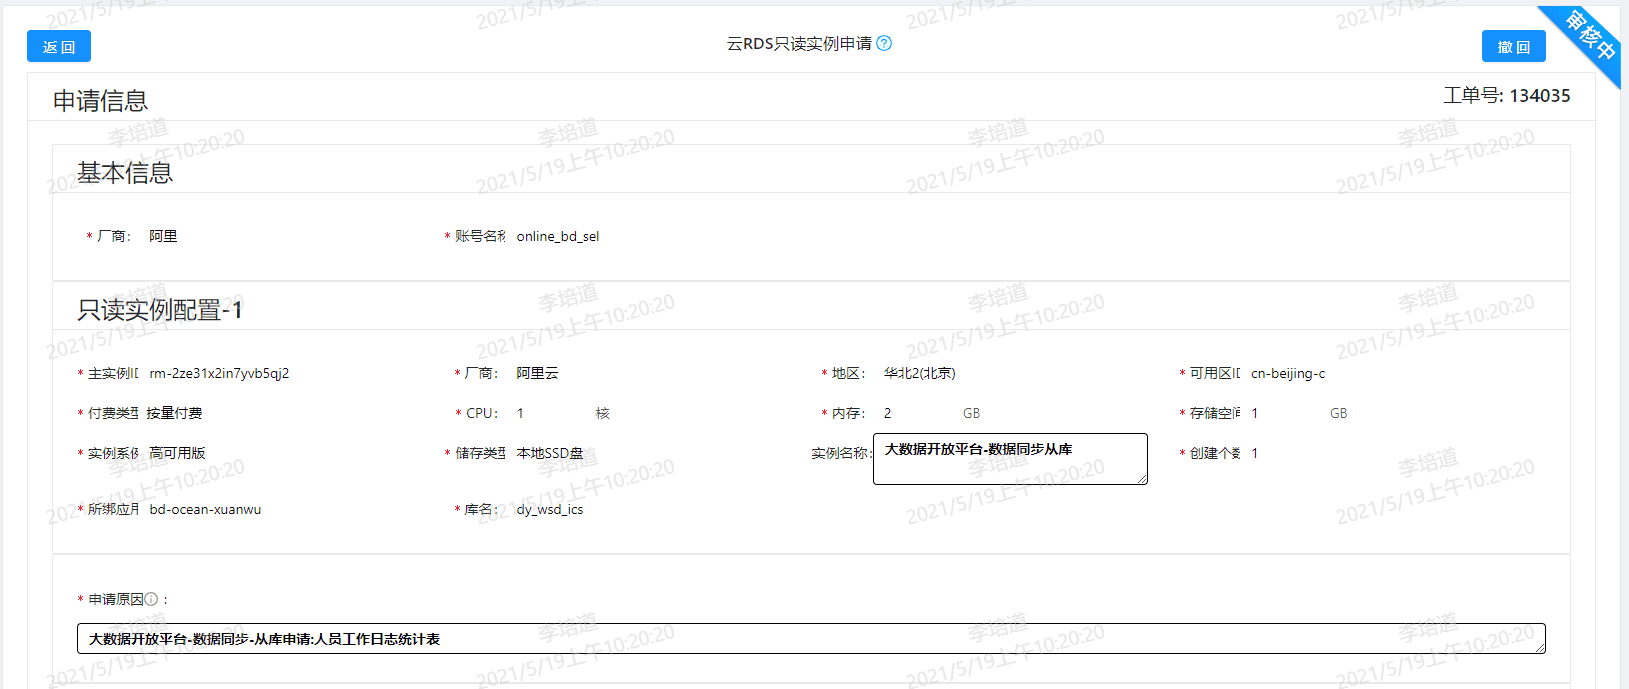 返 回
云RDS只读实例申请
撤 回
审核中
申请信息
工单号: 134035
基本信息
* 厂商: 阿里
* 账号名称 online_bd_sel
只读实例配置-1
* 主实例ID rm-2ze31x2in7yvb5qj2
* 厂商: 阿里云
* 地区: 华北2(北京)
* 可用区ID cn-beijing-c
* 付费类型 按量付费
* CPU: 1 核
* 内存: 2 GB
* 存储空间 1 GB
* 实例系例 高可用版
* 储存类型 本地SSD盘
实例名称: 大数据开放平台-数据同步从库
* 创建个数 1
* 所绑应用 bd-ocean-xuanwu
* 库名: dy_wsd_ics
* 申请原因 :
大数据开放平台-数据同步-从库申请:人员工作日志统计表
李培道
2021/5/19上午10:20:20